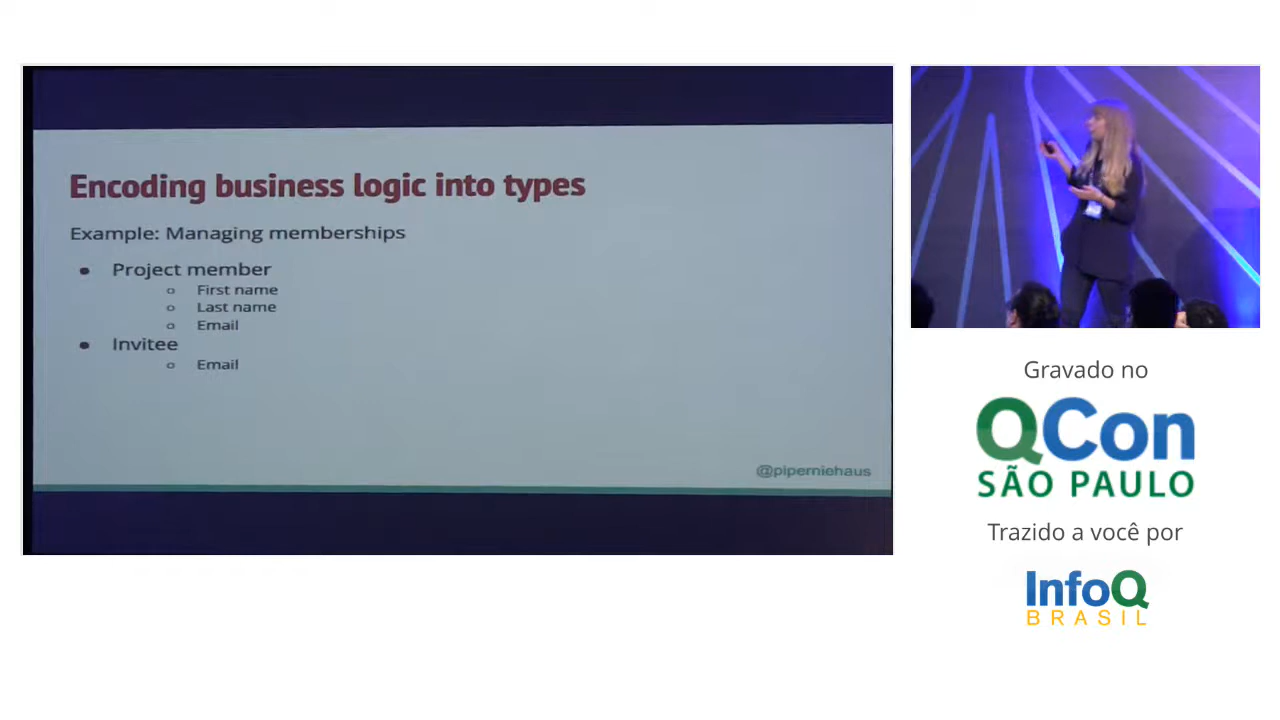 Encoding business logic into types
Example: Managing memberships
● Project member
○ First name
○ Last name
○ Email
● Invitee
○ Email
@piperniehaus
Gravado no
QCon
SÃO PAULO
Trazido a você por
InfoQ
BRASIL